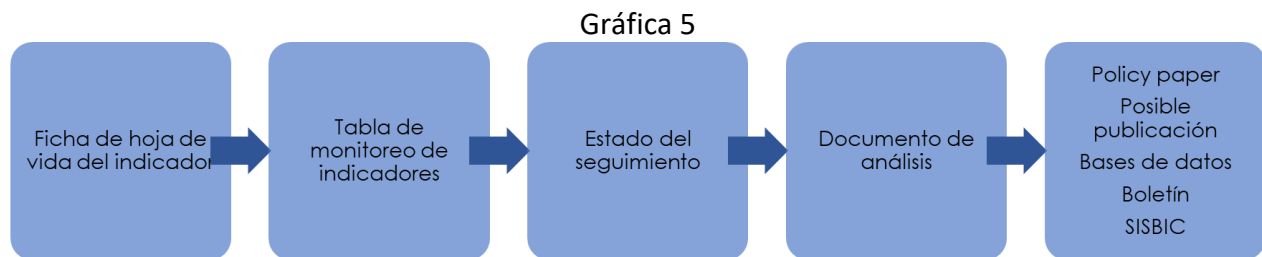 Gráfica 5
Ficha de hoja de
vida del indicador
Tabla de
monitoreo de
indicadores
Estado del
seguimiento
Documento de
análisis
Policy paper
Posible
publicación
Bases de datos
Boletín
SISBIC